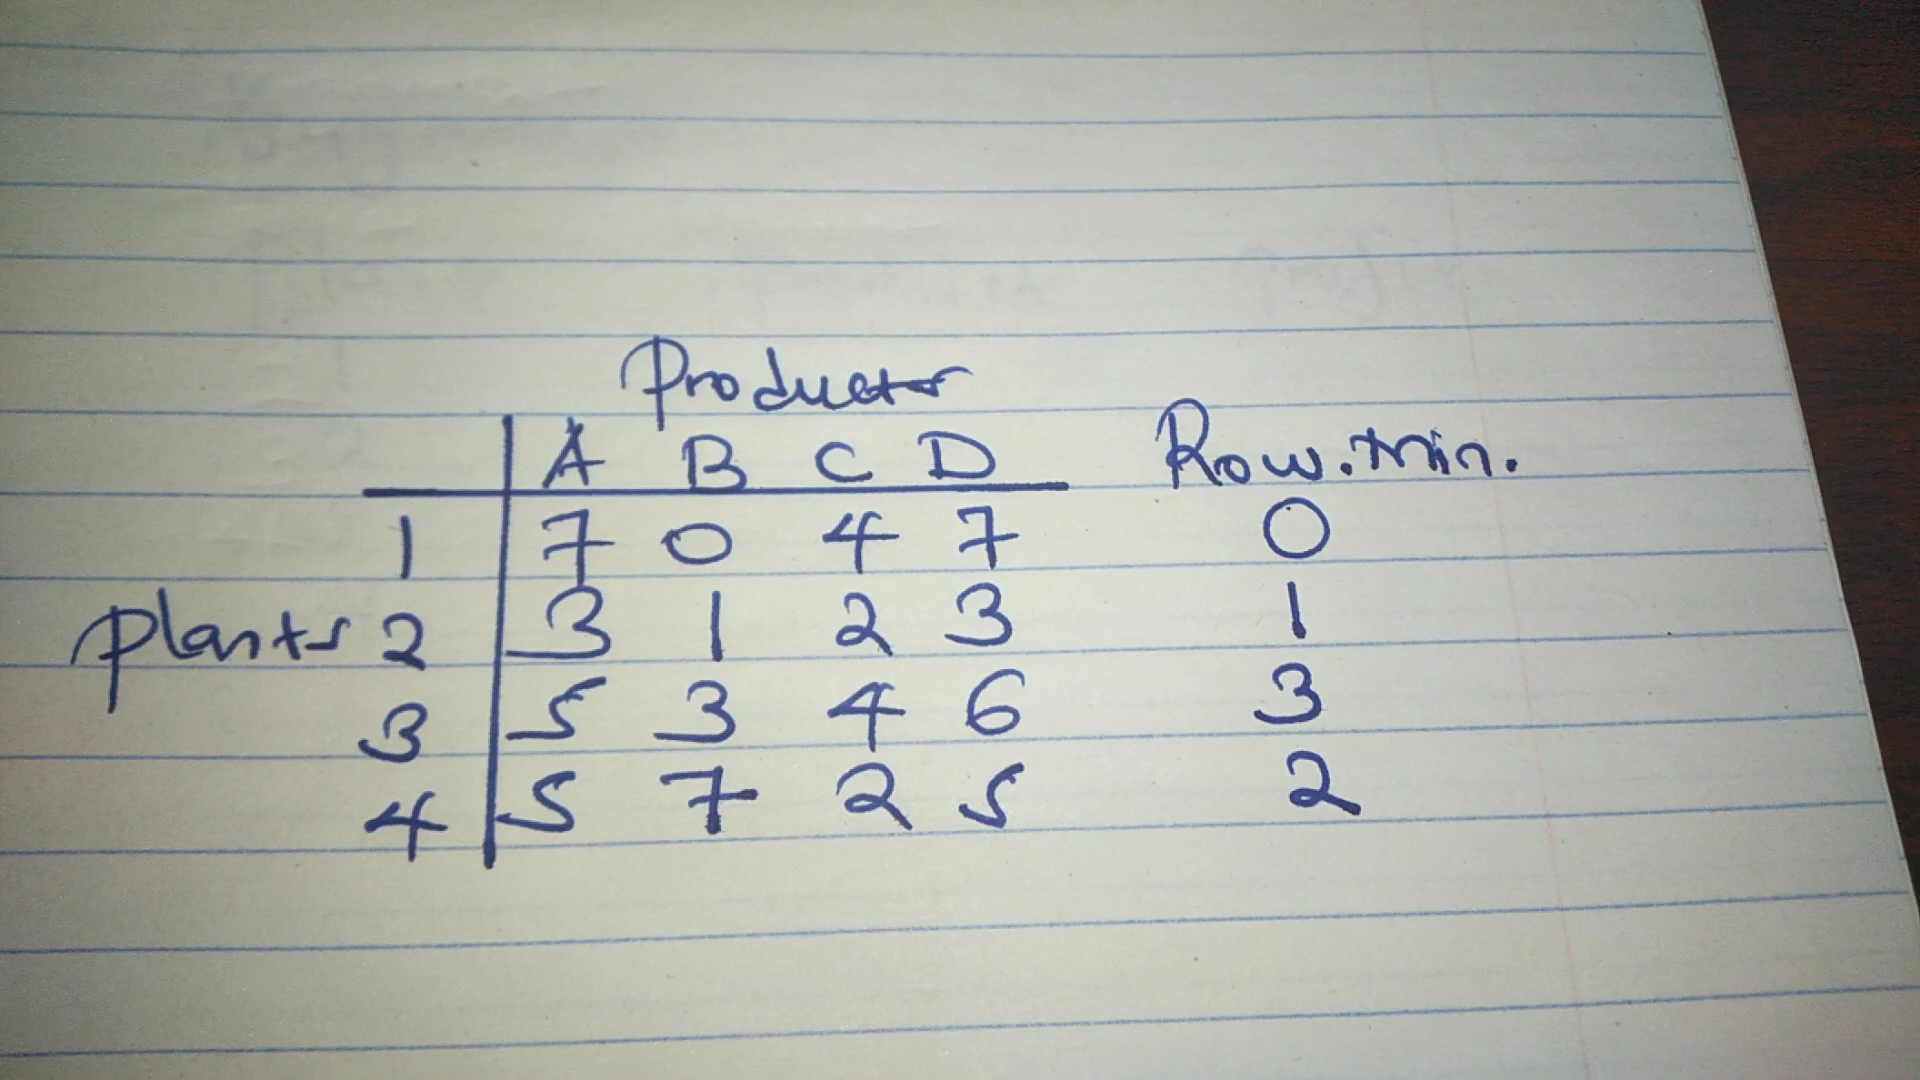 Products
A B C D Row.Min.
1 7 0 4 7 0
Plants 2 3 1 2 3 1
3 5 3 4 6 3
4 5 7 2 5 2